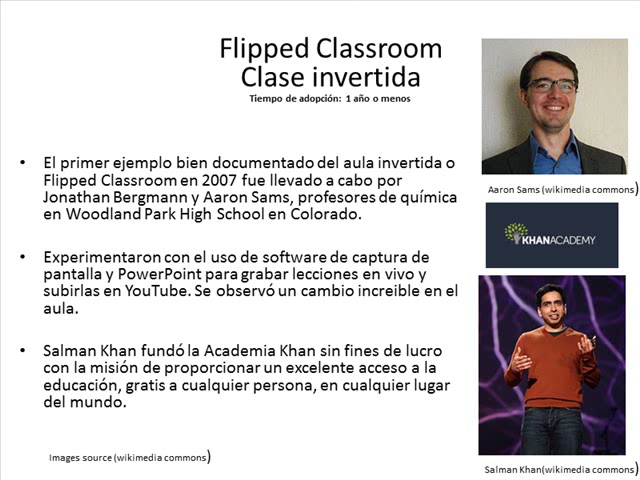 Flipped Classroom
Clase invertida
Tiempo de adopción: 1 año o menos
• El primer ejemplo bien documentado del aula invertida o
Flipped Classroom en 2007 fue llevado a cabo por
Jonathan Bergmann y Aaron Sams, profesores de química
en Woodland Park High School en Colorado.
• Experimentaron con el uso de software de captura de
pantalla y PowerPoint para grabar lecciones en vivo y
subirlas en YouTube. Se observó un cambio increible en el
aula.
• Salman Khan fundó la Academia Khan sin fines de lucro
con la misión de proporcionar un excelente acceso a la
educación, gratis a cualquier persona, en cualquier lugar
del mundo.
Images source (wikimedia commons)
Aaron Sams (wikimedia commons)
KHANACADEMY
Salman Khan(wikimedia commons)